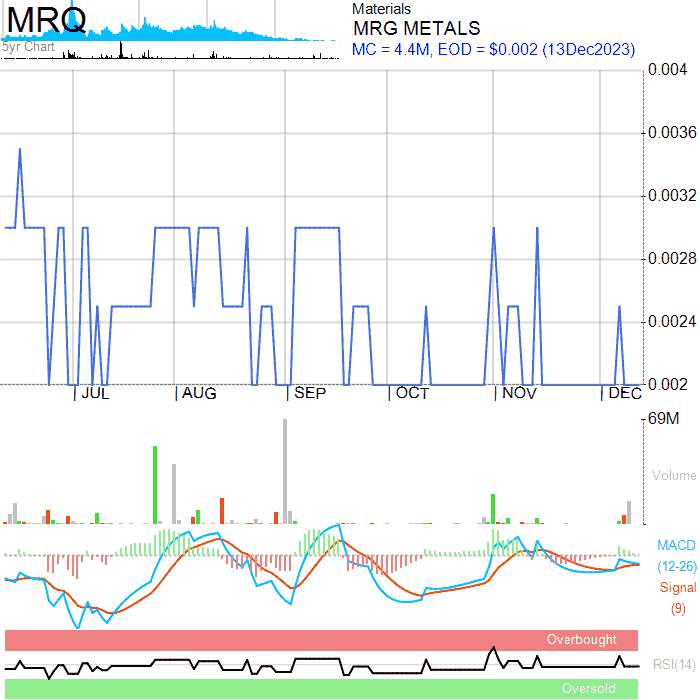 MRQ
5yr Chart
Materials
MRG METALS
MC = 4.4M, EOD = $0.002 (13Dec2023)
0.004
0.0036
0.0032
0.0028
0.0024
0.002
JUL AUG SEP OCT NOV DEC
69M
Volume
MACD
(12-26)
Signal
(9)
Overbought
RSI(14)
Oversold